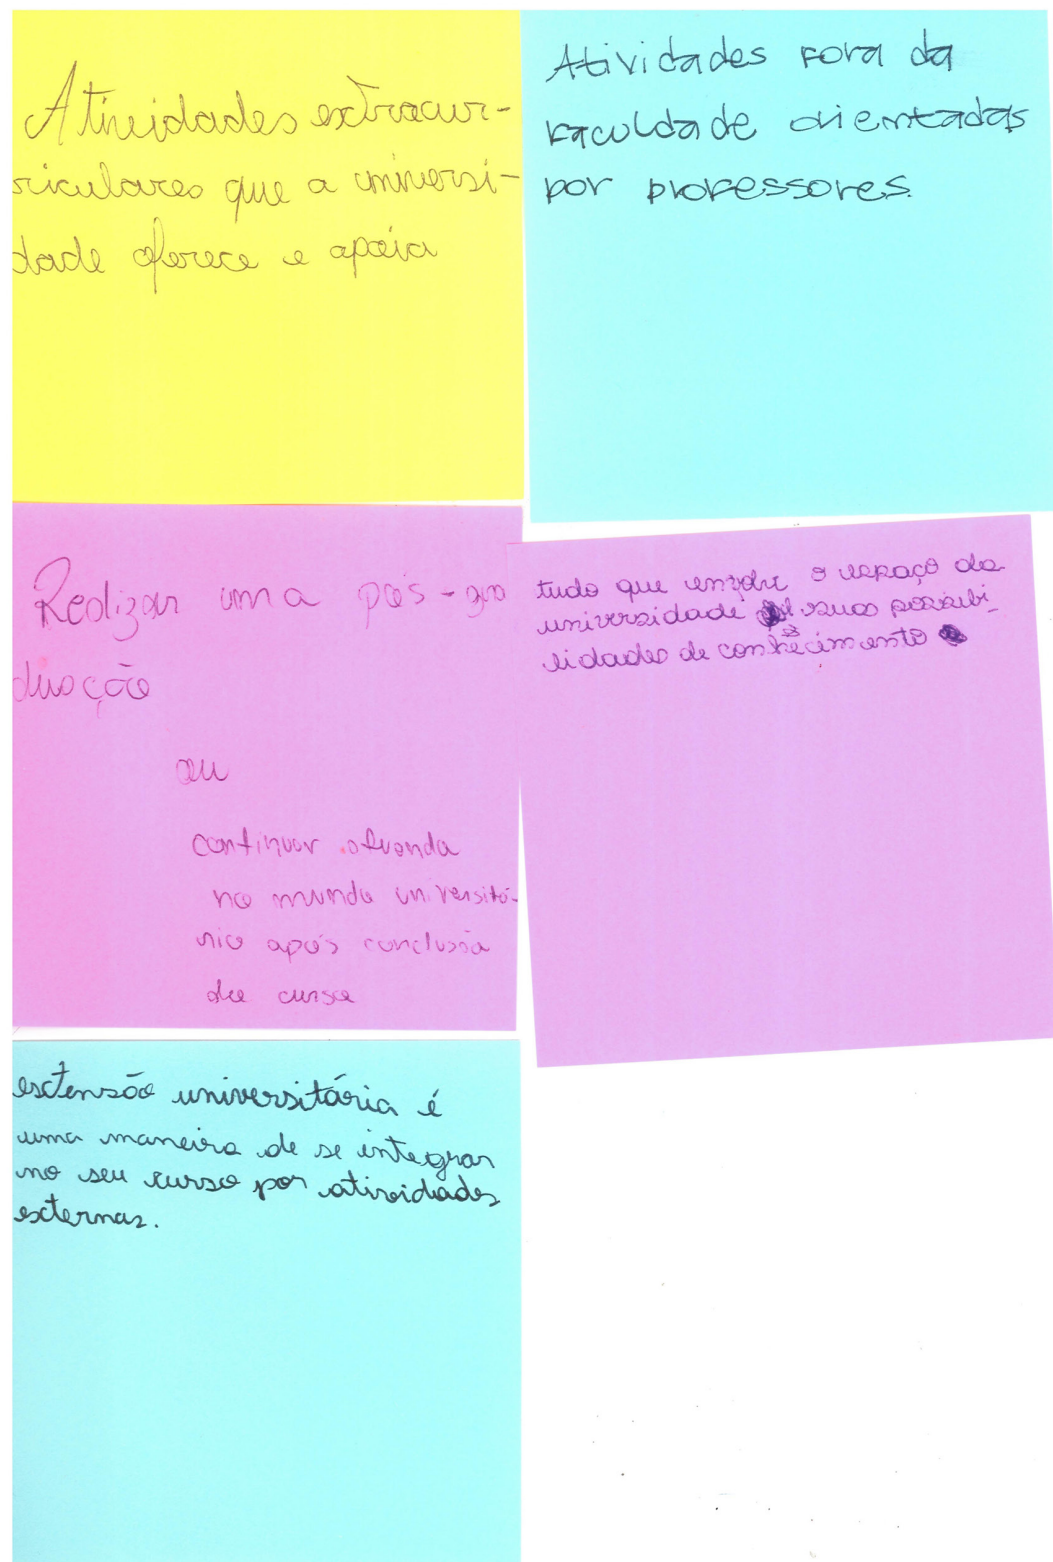 Atividades extracur-
riculares que a universi-
dade oferece e apoia
Atividades fora da
faculdade orientadas
por professores.
Realizar uma pós-gra
duação
ou
continuar atuando
no mundo universitá-
rio após conclusão
do curso
tudo que envolve o espaço da
universidade suas possibi-
lidades de conhecimento
extensão universitária é
uma maneira de se integrar
no seu curso por atividades
externas.